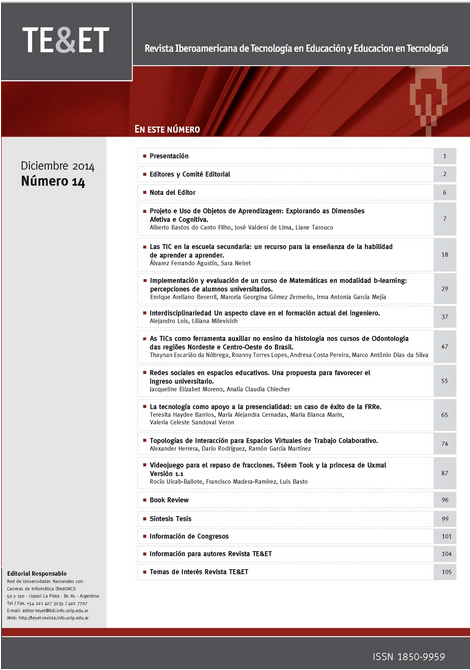 TE&ET
Revista Iberoamericana de Tecnología en Educación y Educacion en Tecnología
EN ESTE NÚMERO
Diciembre 2014
Número 14
Presentación 1
Editores y Comité Editorial 2
Nota del Editor 6
Projeto e Uso de Objetos de Aprendizagem: Explorando as Dimensões
Afetiva e Cognitiva.
Alberto Bastos do Canto Filho, José Valdeni de Lima, Liane Tarouco 7
Las TIC en la escuela secundaria: un recurso para la enseñanza de la habilidad
de aprender a aprender.
Álvarez Ferrando Agustín, Sara Neiret 18
Implementación y evaluación de un curso de Matemáticas en modalidad b-learning:
percepciones de alumnos universitarios.
Enrique Arellano Becerril, Marcela Georgina Gómez Zermeño, Irma Antonia García Mejía 29
Interdisciplinariedad Un aspecto clave en el formación actual del ingeniero.
Alejandro Lois, Liliana Milevicich 37
As TICs como ferramenta auxiliar no ensino da histologia nos cursos de Odontologia
das regiões Nordeste e Centro-Oeste do Brasil.
Thaynan Escarião da Nóbrega, Roanny Torres Lopes, Andresa Costa Pereira, Marco Antônio Dias da Silva 47
Redes sociales en espacios educativos. Una propuesta para favorecer el
ingreso universitario.
Jacqueline Elizabet Moreno, Analía Claudia Chiecher 55
La tecnología como apoyo a la presencialidad: un caso de éxito de la FRRe.
Teresita Haydee Barrios, María Alejandra Cernadas, Maria Bianca Marín,
Valeria Celeste Sandoval Veron 65
Topologías de Interacción para Espacios Virtuales de Trabajo Colaborativo.
Alexander Herrera, Darío Rodríguez, Ramón García Martínez 74
Videojuego para el repaso de fracciones. Tséem Took y la princesa de Uxmal
Versión 1.1
Rocío Uicab-Ballote, Francisco Madera-Ramírez, Luis Basto 87
Book Review 96
Síntesis Tesis 99
Información de Congresos 101
Información para autores Revista TE&ET 104
Temas de Interés Revista TE&ET 105
Editorial Responsable
Red de Universidades Nacionales con
Carreras de Informática (RedUNCI)
50 y 120 - (1900) La Plata - Bs As - Argentina
Tel / Fax. +54 221 427 3235 / 422 7707
E-mail: editor-teyet@lidi.info.unlp.edu.ar
Web: http://teyet-revista.info.unlp.edu.ar
ISSN 1850-9959